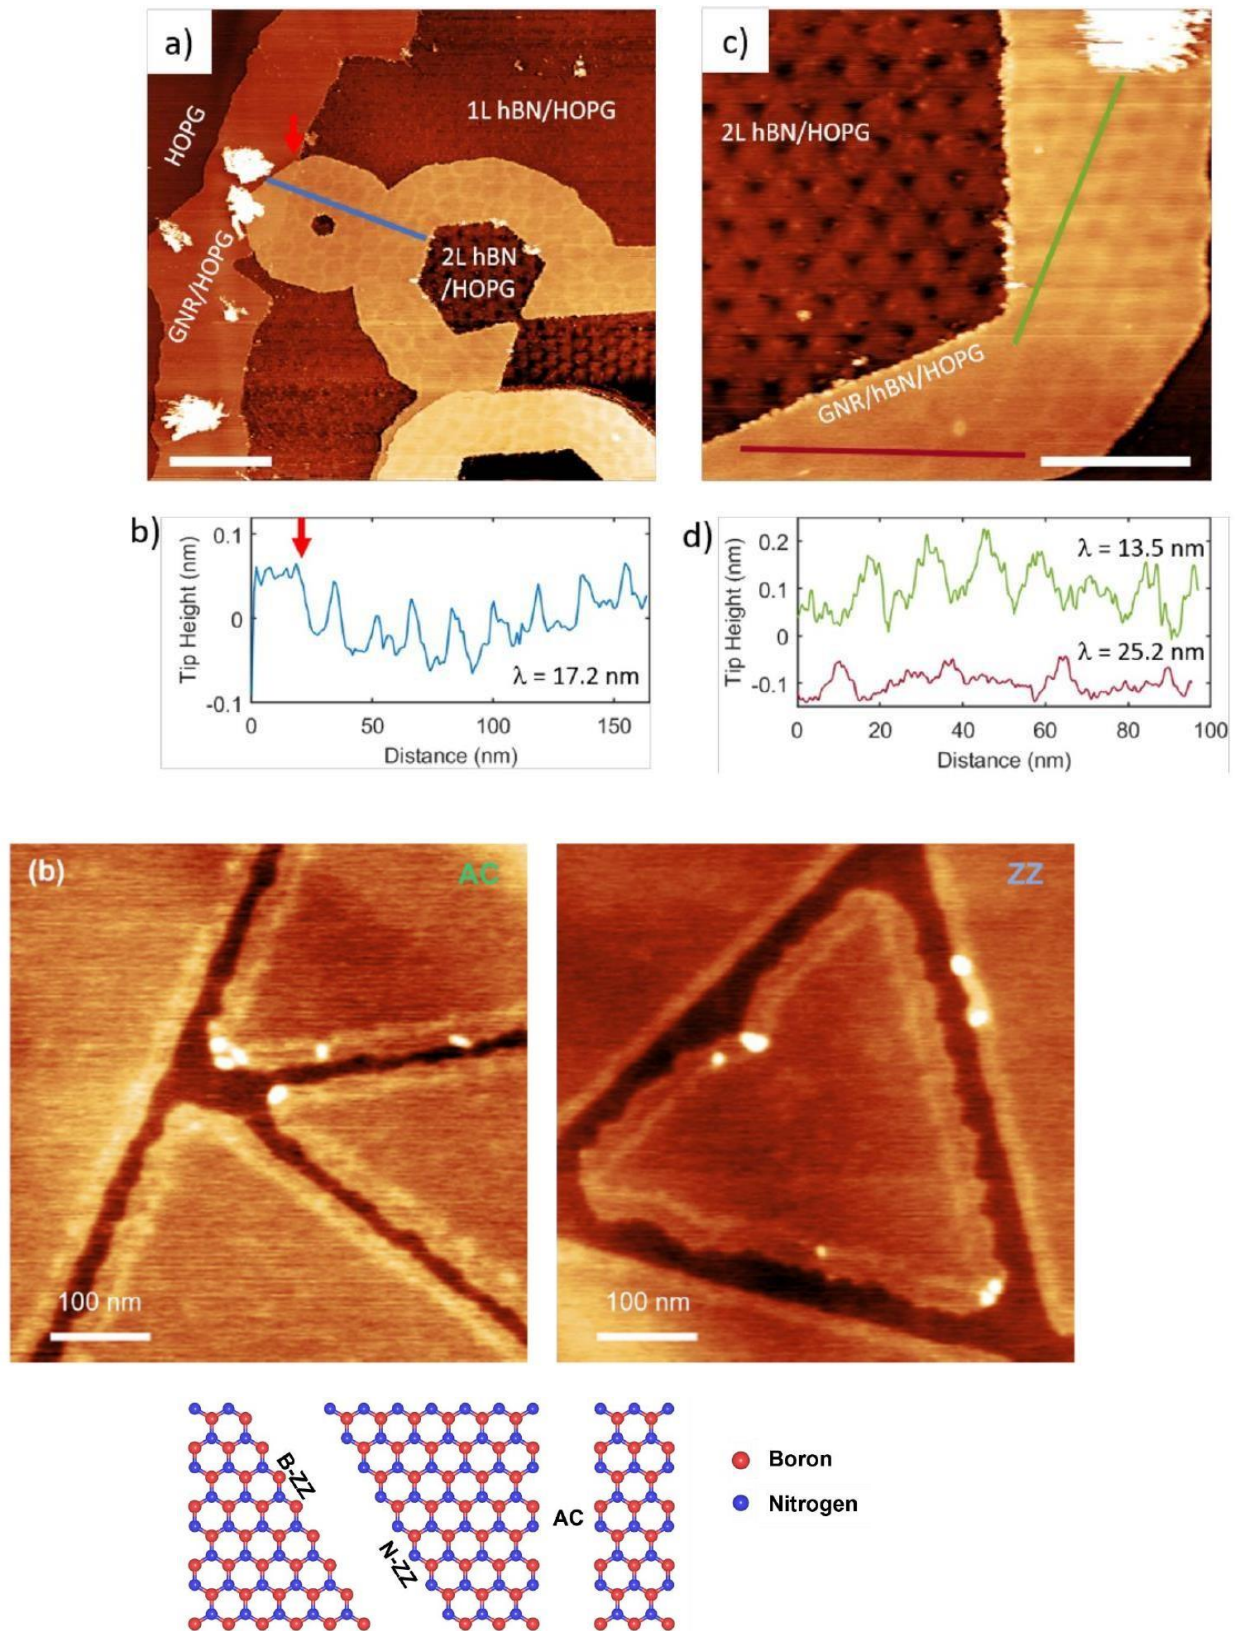 a)
HOPG
1L hBN/HOPG
GNR/HOPG
2L hBN
/HOPG
c)
2L hBN/HOPG
GNR/hBN/HOPG
b)
Tip Height (nm)
0.1
0
-0.1
λ = 17.2 nm
0 50 100 150
Distance (nm)
d)
Tip Height (nm)
0.2
0.1
0
-0.1
λ = 13.5 nm
λ = 25.2 nm
0 20 40 60 80 100
Distance (nm)
(b)
AC
100 nm
ZZ
100 nm
B-ZZ
N-ZZ
AC
Boron
Nitrogen